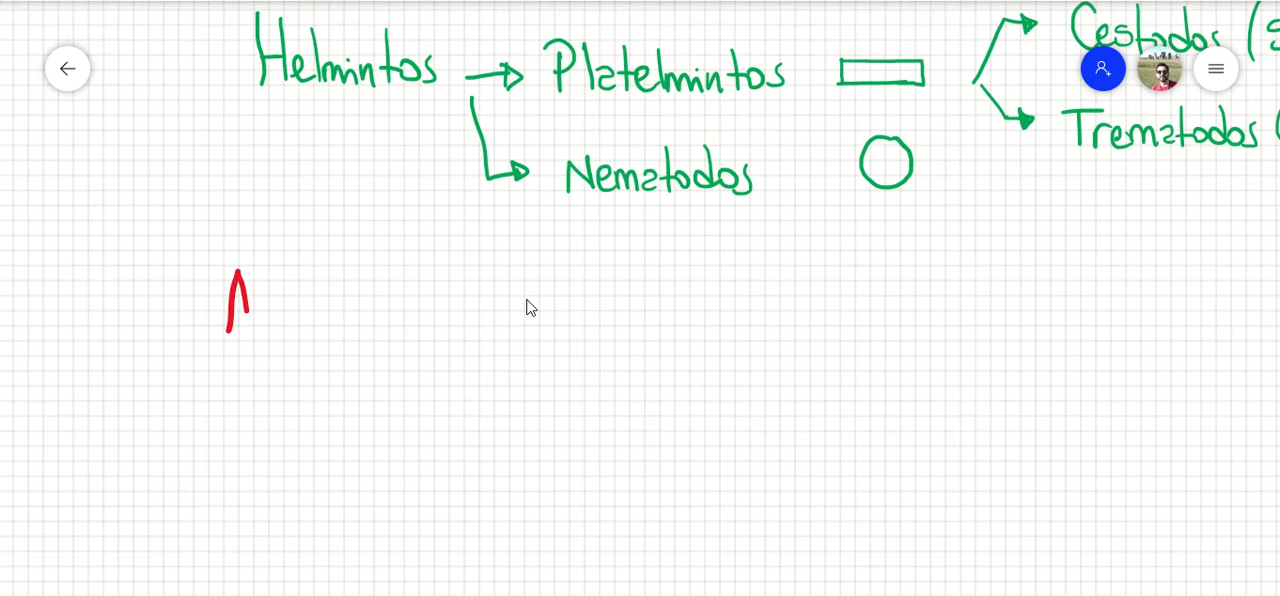 Helmintos → Platelmintos
Nematodos
Cestodos (
Trematodos (